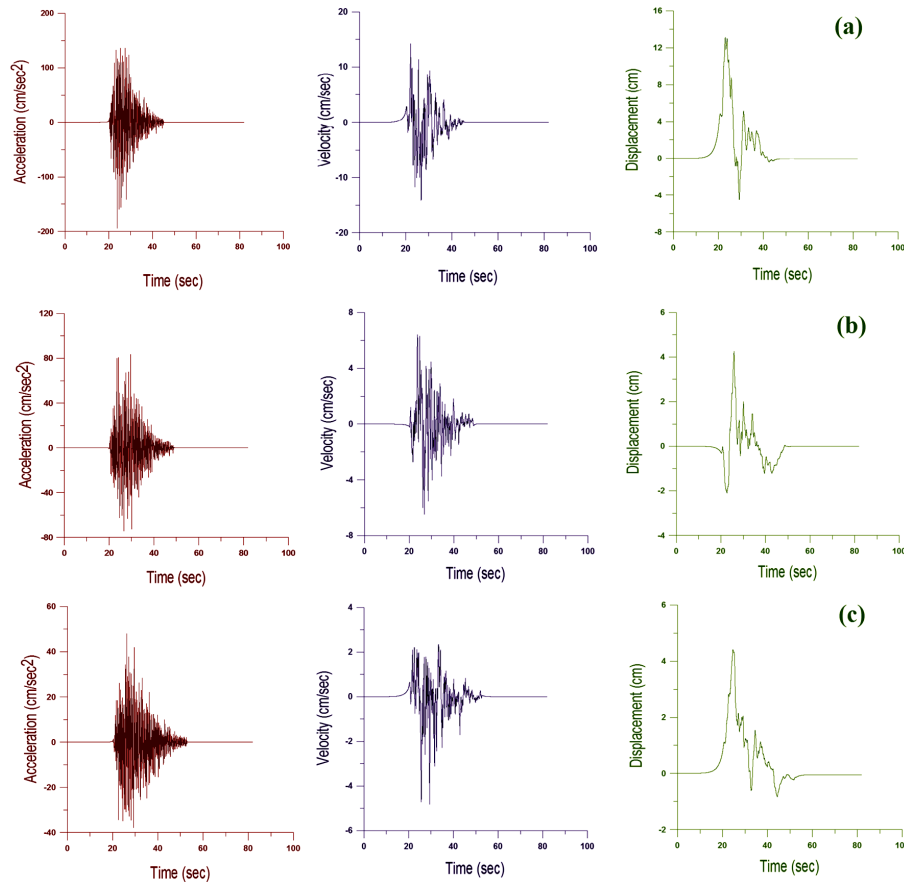 (a)
Acceleration (cm/sec2)
200
100
0
-100
-200
0 20 40 60 80 100
Time (sec)
Velocity (cm/sec)
20
10
0
-10
-20
0 20 40 60 80 100
Time (sec)
Displacement (cm)
16
12
8
4
0
-4
-8
0 20 40 60 80 100
Time (sec)
(b)
Acceleration (cm/sec2)
120
80
40
0
-40
-80
0 20 40 60 80 100
Time (sec)
Velocity (cm/sec)
8
4
0
-4
-8
0 20 40 60 80 100
Time (sec)
Displacement (cm)
6
4
2
0
-2
-4
0 20 40 60 80 100
Time (sec)
(c)
Acceleration (cm/sec2)
60
40
20
0
-20
-40
0 20 40 60 80 100
Time (sec)
Velocity (cm/sec)
4
2
0
-2
-4
-6
0 20 40 60 80 100
Time (sec)
Displacement (cm)
6
4
2
0
-2
0 20 40 60 80 100
Time (sec)